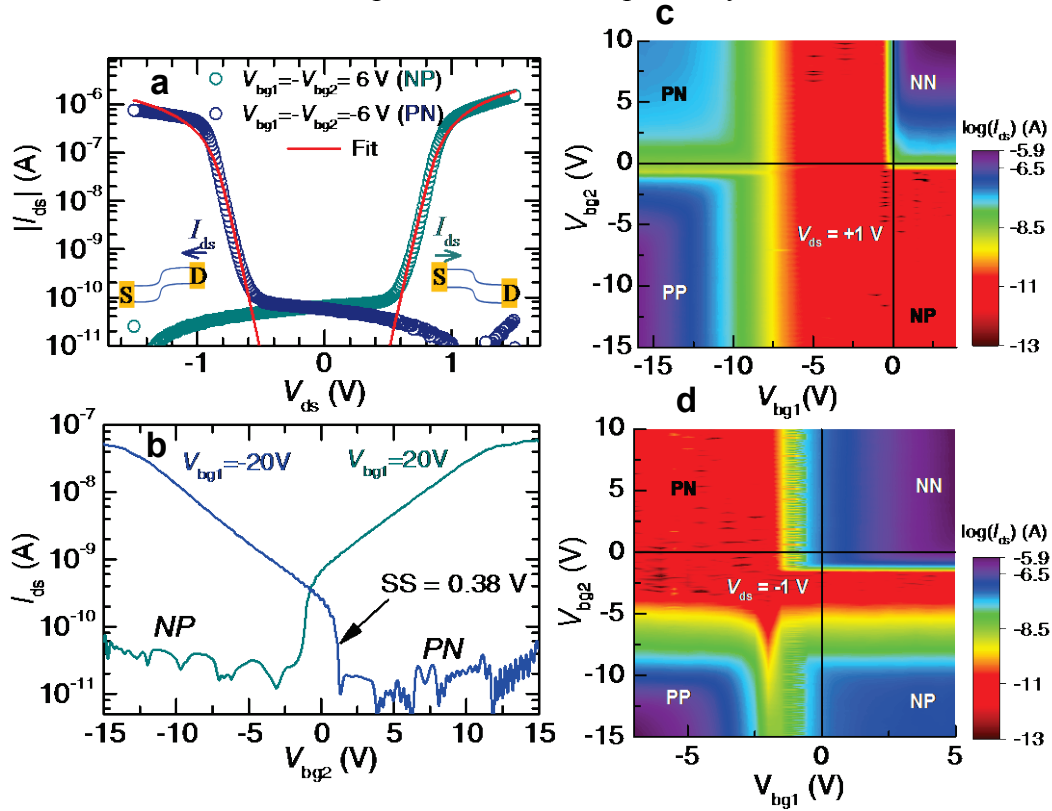 a
V_bg1=-V_bg2= 6 V (NP)
V_bg1=-V_bg2=-6 V (PN)
Fit
|I_ds| (A)
10^-6
10^-7
10^-8
10^-9
10^-10
10^-11
I_ds
I_ds
S D
S D
-1 0 1
V_ds (V)
b
V_bg1=-20V V_bg1=20V
I_ds (A)
10^-7
10^-8
10^-9
10^-10
10^-11
SS = 0.38 V
NP
PN
-15 -10 -5 0 5 10 15
V_bg2 (V)
c
PN
NN
V_ds = +1 V
PP
NP
V_bg2 (V)
10
5
0
-5
-10
-15
-15 -10 -5 0
V_bg1(V)
log(I_ds) (A)
-5.9
-6.5
-8.5
-11
-13
d
PN
NN
V_ds = -1 V
PP
NP
V_bg2 (V)
10
5
0
-5
-10
-15
-5 0 5
V_bg1 (V)
log(I_ds) (A)
-5.9
-6.5
-8.5
-11
-13